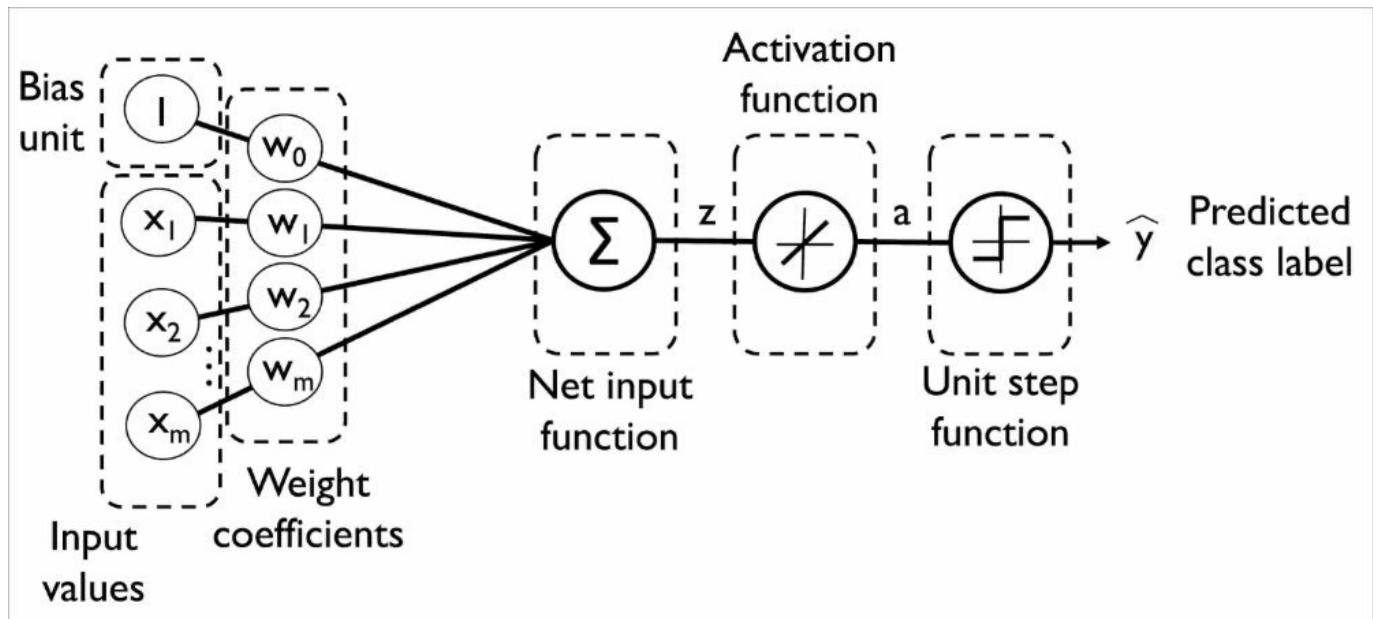 Bias
unit
1
x₁
x₂
⋮
xₘ
Input
values
w₀
w₁
w₂
wₘ
Weight
coefficients
Σ
Net input
function
z
Activation
function
a
Unit step
function
ŷ
Predicted
class label